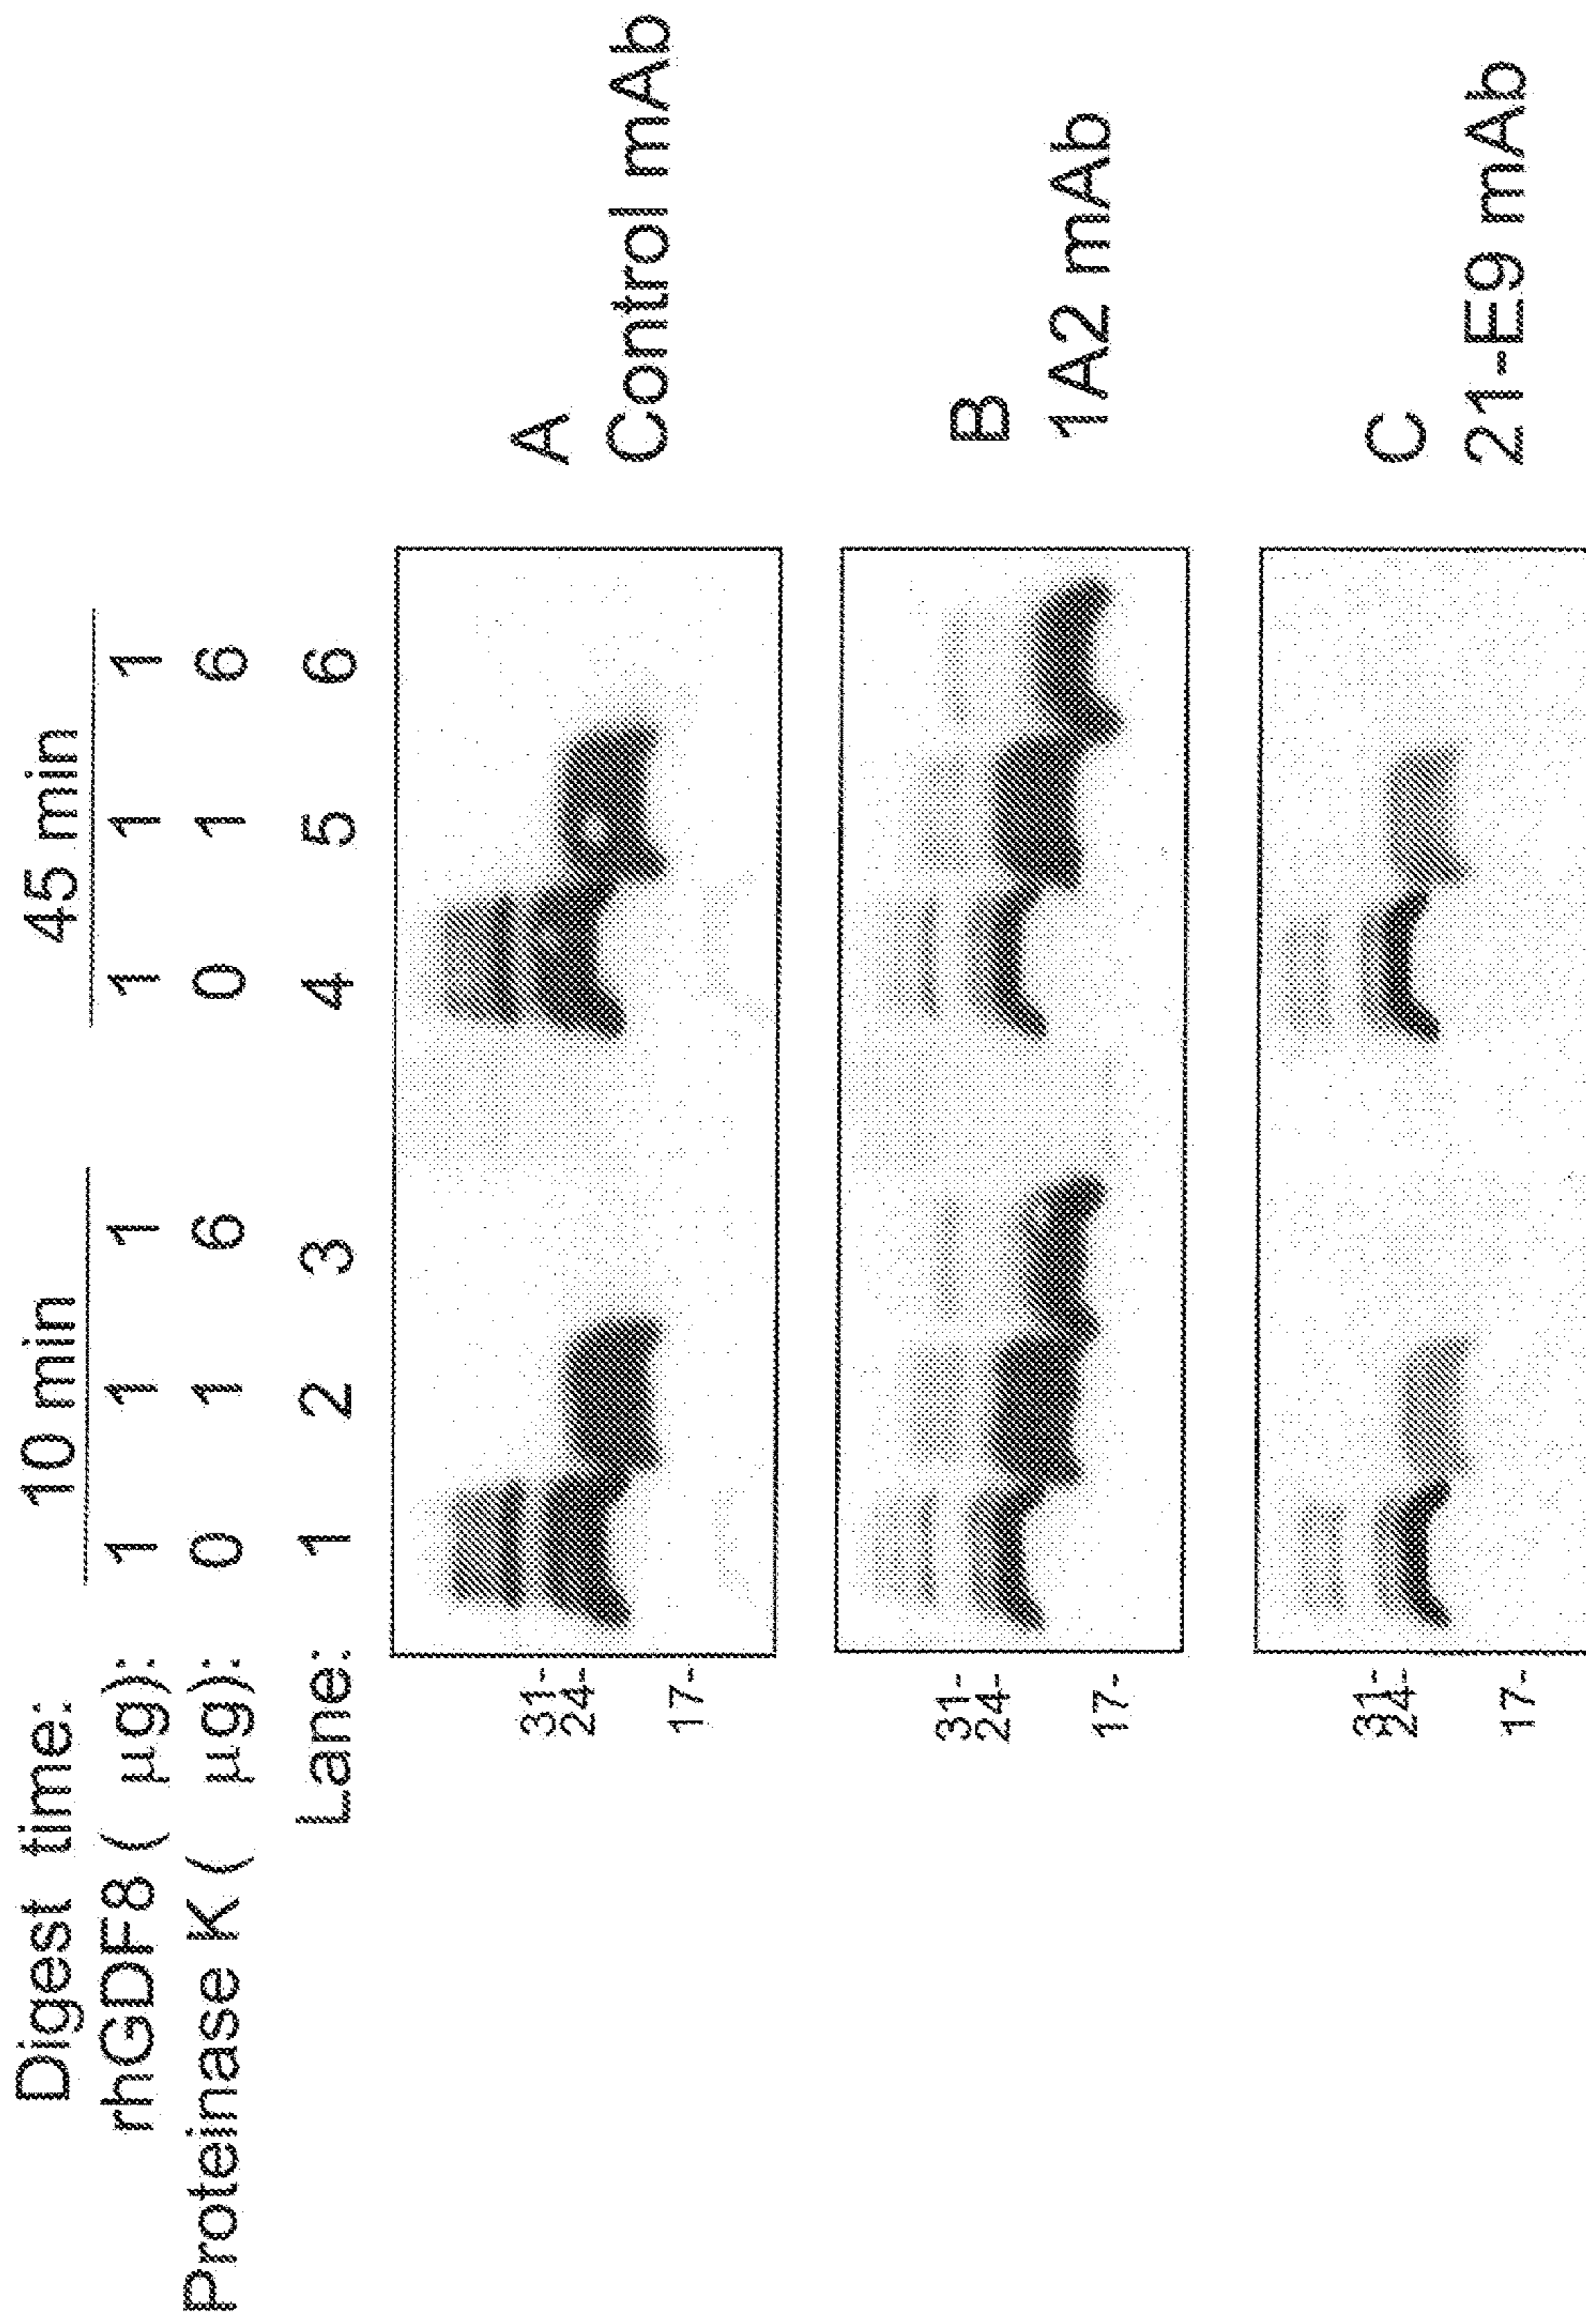 Digest time: 10 min 45 min
rhGDF8 ( µg): 1 1 1 1 1 1
Proteinase K ( µg): 0 1 6 0 1 6
Lane: 1 2 3 4 5 6
A
Control mAb
31-
24-
17-
B
1A2 mAb
31-
24-
17-
C
21-E9 mAb
31-
24-
17-